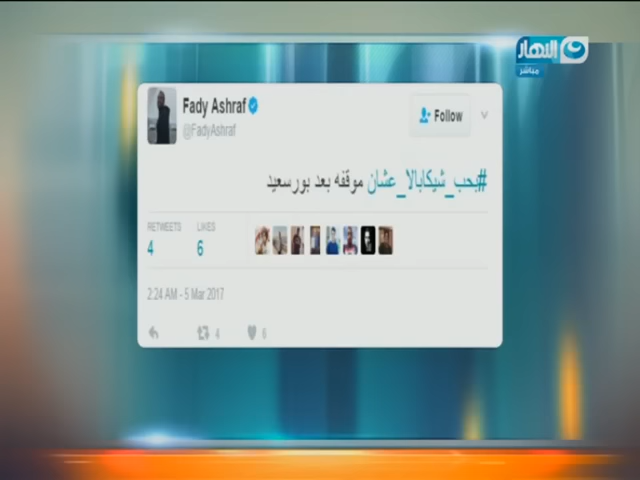 النهار
مباشر
Fady Ashraf
@FadyAshraf
Follow
#بحب_شيكابالا_عشان موقفه بعد بورسعيد
RETWEETS LIKES
4 6
2:24 AM - 5 Mar 2017
4 6